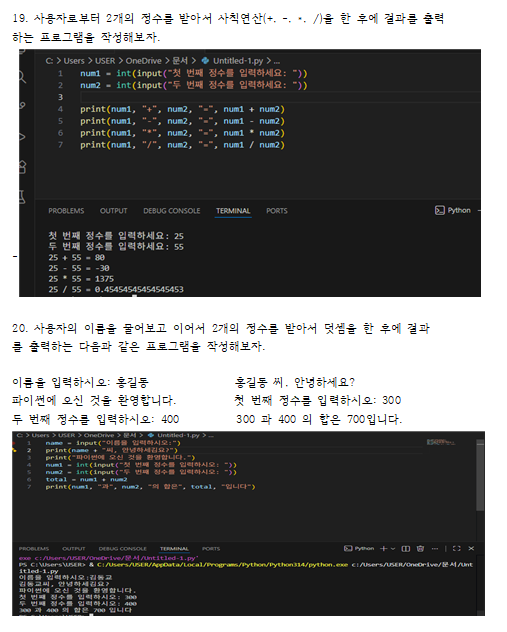 19. 사용자로부터 2개의 정수를 받아서 사칙연산(+. -. *. /)을 한 후에 결과를 출력
하는 프로그램을 작성해보자.
C: > Users > USER > OneDrive > 문서 > Untitled-1.py > ...
1 num1 = int(input("첫 번째 정수를 입력하세요: "))
2 num2 = int(input("두 번째 정수를 입력하세요: "))
3
4 print(num1, "+", num2, "=", num1 + num2)
5 print(num1, "-", num2, "=", num1 - num2)
6 print(num1, "*", num2, "=", num1 * num2)
7 print(num1, "/", num2, "=", num1 / num2)
PROBLEMS OUTPUT DEBUG CONSOLE TERMINAL PORTS Python
첫 번째 정수를 입력하세요: 25
두 번째 정수를 입력하세요: 55
25 + 55 = 80
25 - 55 = -30
25 * 55 = 1375
25 / 55 = 0.45454545454545453
-
20. 사용자의 이름을 물어보고 이어서 2개의 정수를 받아서 덧셈을 한 후에 결과
를 출력하는 다음과 같은 프로그램을 작성해보자.
이름을 입력하시오: 홍길동 홍길동 씨, 안녕하세요?
파이썬에 오신 것을 환영합니다. 첫 번째 정수를 입력하시오: 300
두 번째 정수를 입력하시오: 400 300 과 400 의 합은 700입니다.
C: > Users > USER > OneDrive > 문서 > Untitled-1.py > ...
1 name = input("이름을 입력하시오:")
2 print(name + "씨, 안녕하세요?")
3 print("파이썬에 오신 것을 환영합니다.")
4 num1 = int(input("첫 번째 정수를 입력하시오: "))
5 num2 = int(input("두 번째 정수를 입력하시오: "))
6 total = num1 + num2
7 print(num1, "과", num2, "의 합은", total, "입니다")
PROBLEMS OUTPUT DEBUG CONSOLE TERMINAL PORTS Python
exe c:/Users/USER/OneDrive/문서/Untitled-1.py'
PS C:\Users\USER> & C:/Users/USER/AppData/Local/Programs/Python/Python314/python.exe c:/Users/USER/OneDrive/문서/Unt
itled-1.py
이름을 입력하시오:김동교
김동교씨, 안녕하세요?
파이썬에 오신 것을 환영합니다.
첫 번째 정수를 입력하시오: 300
두 번째 정수를 입력하시오: 400
300 과 400 의 합은 700 입니다